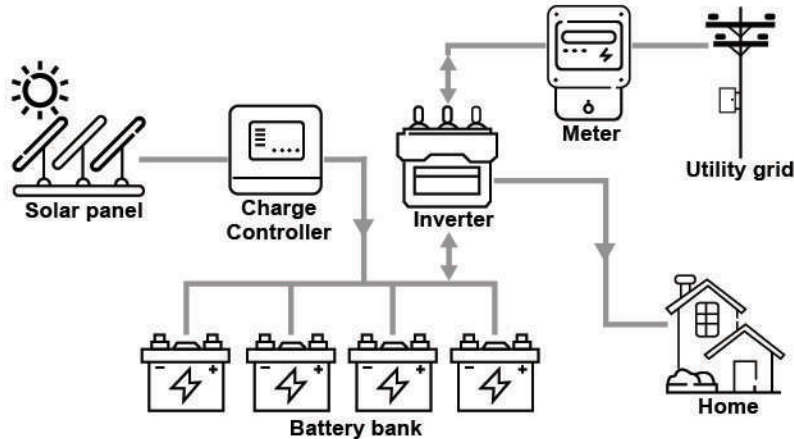 Meter
Utility grid
Solar panel
Charge
Controller
Inverter
Home
Battery bank